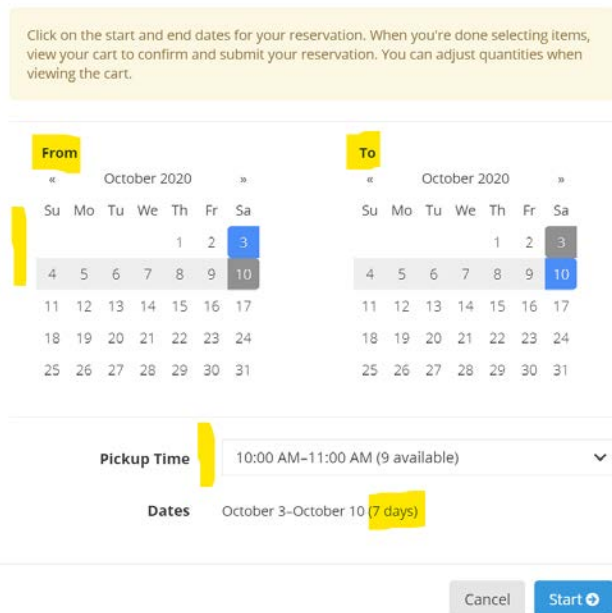 Click on the start and end dates for your reservation. When you're done selecting items,
view your cart to confirm and submit your reservation. You can adjust quantities when
viewing the cart.
From
« October 2020 »
Su Mo Tu We Th Fr Sa
1 2 3
4 5 6 7 8 9 10
11 12 13 14 15 16 17
18 19 20 21 22 23 24
25 26 27 28 29 30 31
To
« October 2020 »
Su Mo Tu We Th Fr Sa
1 2 3
4 5 6 7 8 9 10
11 12 13 14 15 16 17
18 19 20 21 22 23 24
25 26 27 28 29 30 31
Pickup Time 10:00 AM–11:00 AM (9 available)
Dates October 3–October 10 (7 days)
Cancel Start